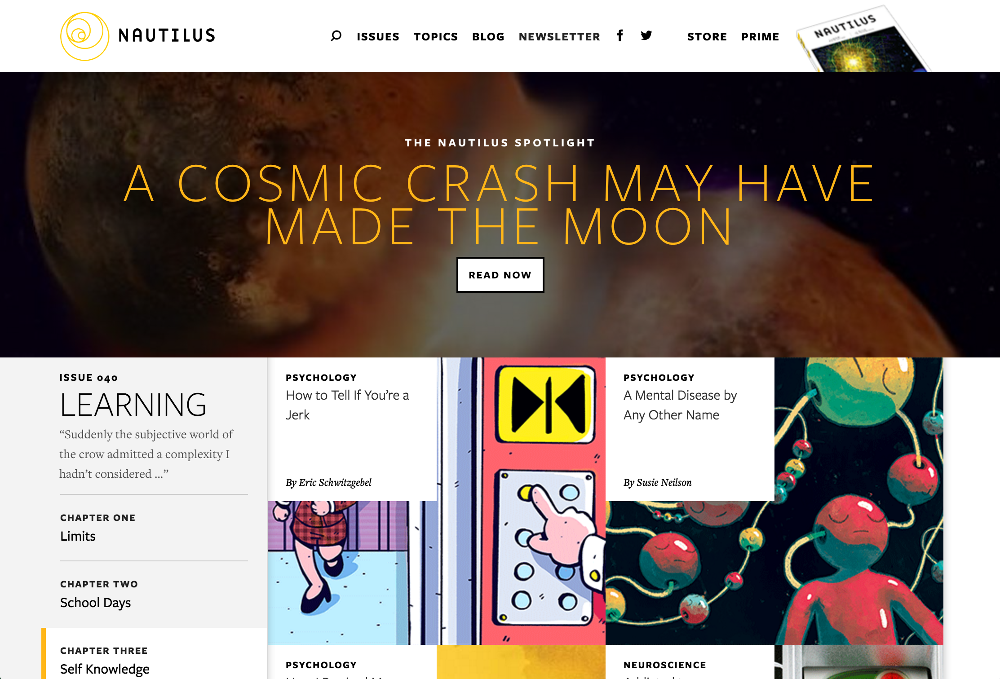 NAUTILUS
ISSUES TOPICS BLOG NEWSLETTER STORE PRIME
NAUTILUS
THE NAUTILUS SPOTLIGHT
A COSMIC CRASH MAY HAVE
MADE THE MOON
READ NOW
ISSUE 040
LEARNING
“Suddenly the subjective world of
the crow admitted a complexity I
hadn’t considered ...”
CHAPTER ONE
Limits
CHAPTER TWO
School Days
CHAPTER THREE
Self Knowledge
PSYCHOLOGY
How to Tell If You’re a
Jerk
By Eric Schwitzgebel
PSYCHOLOGY
A Mental Disease by
Any Other Name
By Susie Neilson
PSYCHOLOGY
NEUROSCIENCE